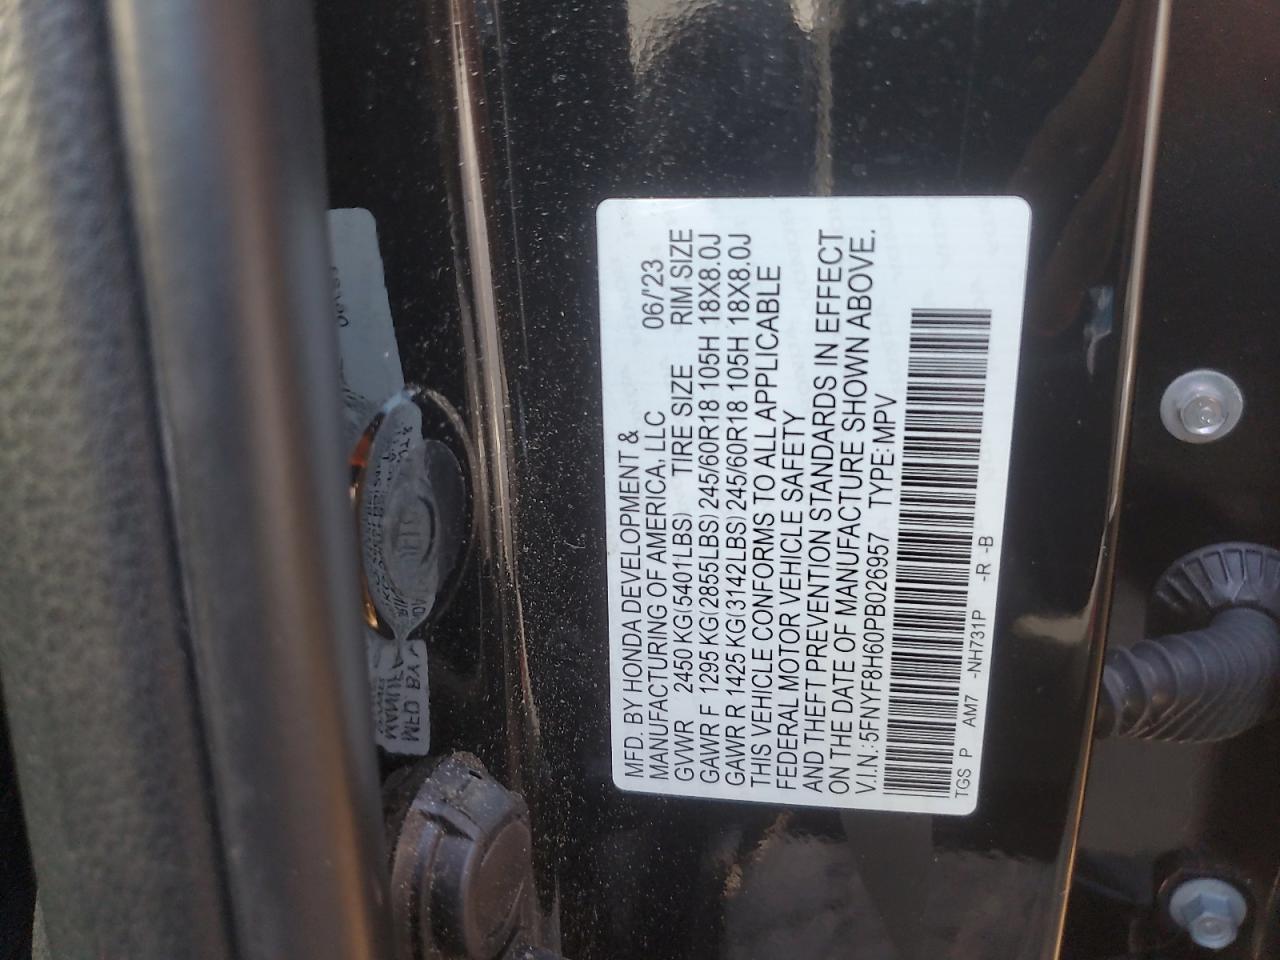 MFD. BY HONDA DEVELOPMENT &
MANUFACTURING OF AMERICA, LLC 06/'23
GVWR 2450 KG(5401LBS) TIRE SIZE RIM SIZE
GAWR F 1295 KG(2855LBS) 245/60R18 105H 18X8.0J
GAWR R 1425 KG(3142LBS) 245/60R18 105H 18X8.0J
THIS VEHICLE CONFORMS TO ALL APPLICABLE
FEDERAL MOTOR VEHICLE SAFETY
AND THEFT PREVENTION STANDARDS IN EFFECT
ON THE DATE OF MANUFACTURE SHOWN ABOVE.
V.I.N.: 5FNYF8H60PB026957 TYPE:MPV
TGS P AM7 -NH731P -R -B